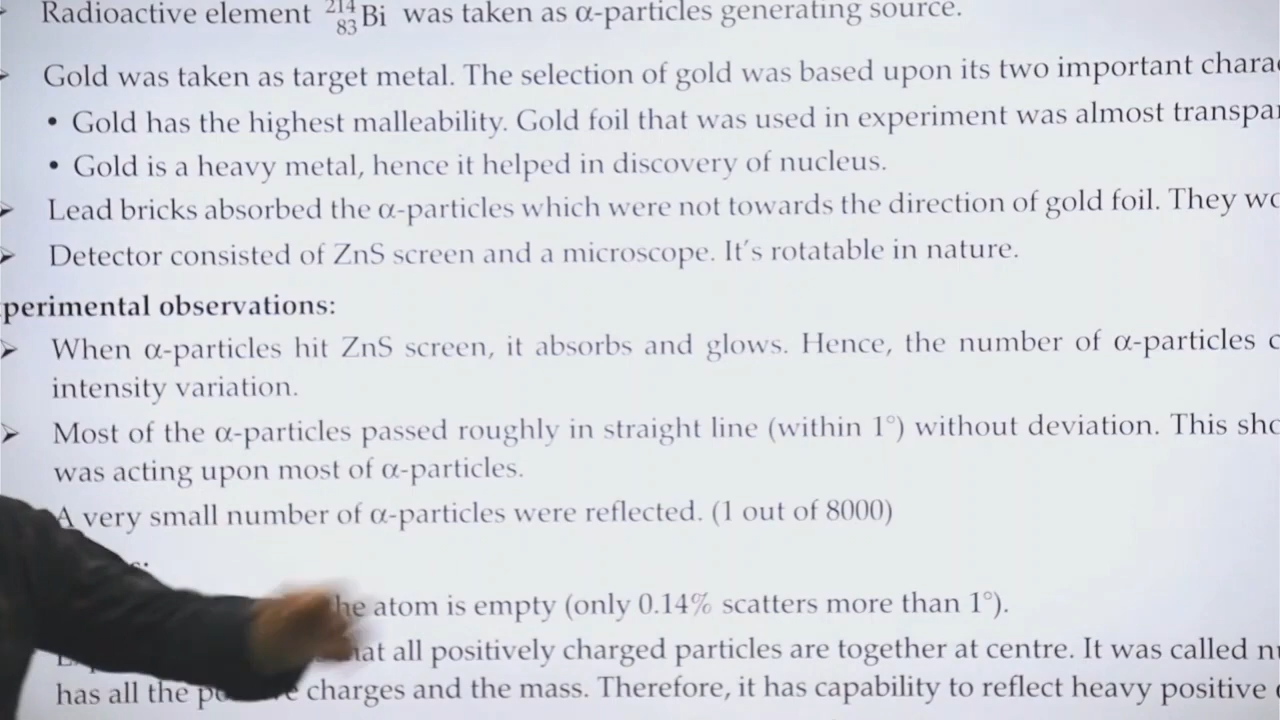 Radioactive element ²¹⁴₈₃Bi was taken as α-particles generating source.
Gold was taken as target metal. The selection of gold was based upon its two important chara
• Gold has the highest malleability. Gold foil that was used in experiment was almost transpa
• Gold is a heavy metal, hence it helped in discovery of nucleus.
Lead bricks absorbed the α-particles which were not towards the direction of gold foil. They wo
Detector consisted of ZnS screen and a microscope. It's rotatable in nature.
perimental observations:
When α-particles hit ZnS screen, it absorbs and glows. Hence, the number of α-particles c
intensity variation.
Most of the α-particles passed roughly in straight line (within 1°) without deviation. This sho
was acting upon most of α-particles.
A very small number of α-particles were reflected. (1 out of 8000)
he atom is empty (only 0.14% scatters more than 1°).
hat all positively charged particles are together at centre. It was called nu
has all the charges and the mass. Therefore, it has capability to reflect heavy positive